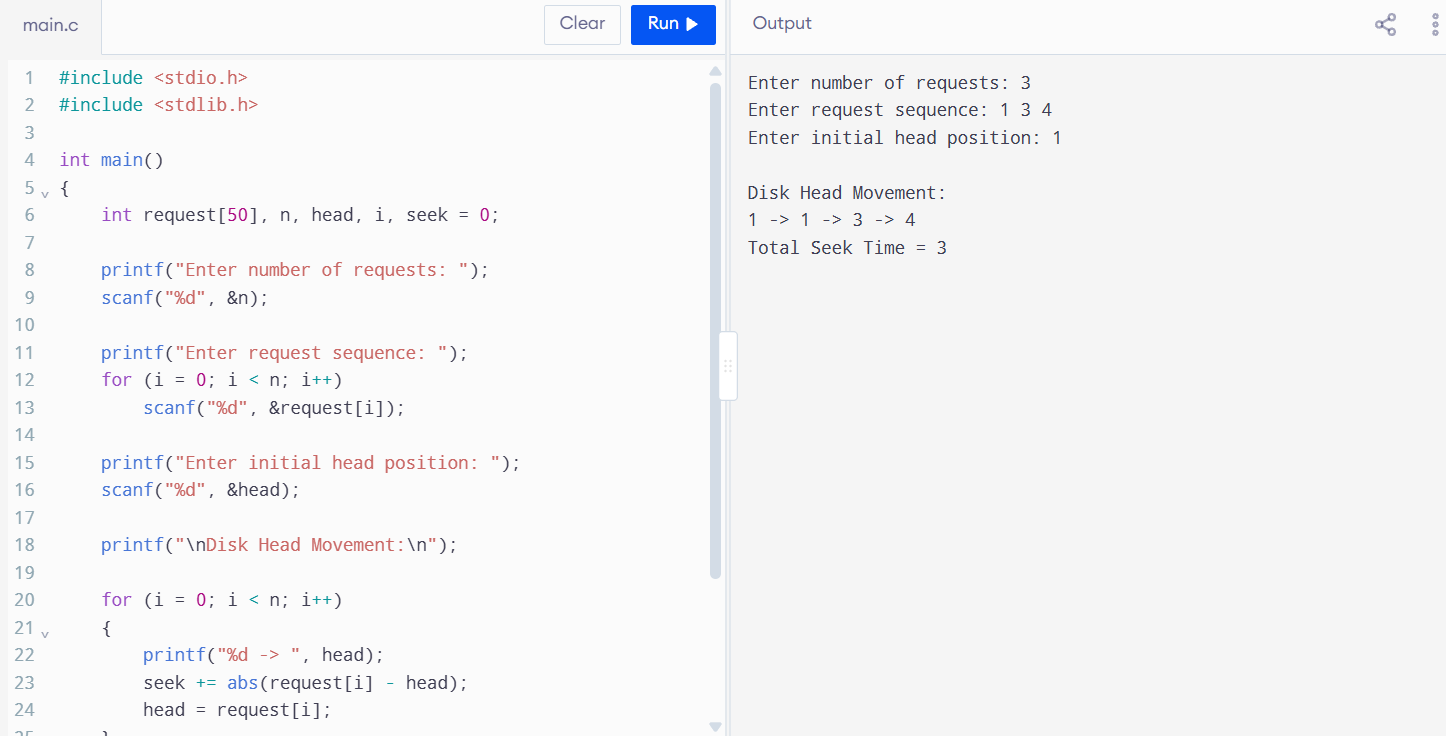 main.c
Clear
Run
1 #include <stdio.h>
2 #include <stdlib.h>
3
4 int main()
5 {
6     int request[50], n, head, i, seek = 0;
7
8     printf("Enter number of requests: ");
9     scanf("%d", &n);
10
11     printf("Enter request sequence: ");
12     for (i = 0; i < n; i++)
13         scanf("%d", &request[i]);
14
15     printf("Enter initial head position: ");
16     scanf("%d", &head);
17
18     printf("\nDisk Head Movement:\n");
19
20     for (i = 0; i < n; i++)
21     {
22         printf("%d -> ", head);
23         seek += abs(request[i] - head);
24         head = request[i];
25     }
Output
Enter number of requests: 3
Enter request sequence: 1 3 4
Enter initial head position: 1
Disk Head Movement:
1 -> 1 -> 3 -> 4
Total Seek Time = 3